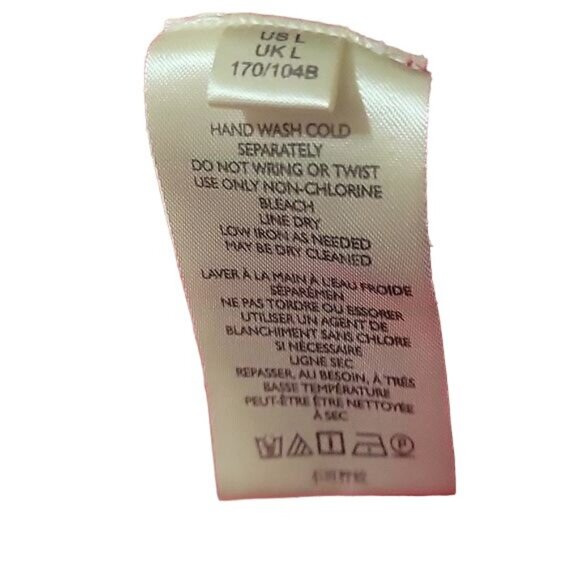 US L
UK L
170/104B
HAND WASH COLD
SEPARATELY
DO NOT WRING OR TWIST
USE ONLY NON-CHLORINE
BLEACH
LINE DRY
LOW IRON AS NEEDED
MAY BE DRY CLEANED
LAVER À LA MAIN À L'EAU FROIDE
SÉPARÉMEN
NE PAS TORDRE OU ESSORER
UTILISER UN AGENT DE
BLANCHIMENT SANS CHLORE
SI NÉCESSAIRE
LIGNE SEC
REPASSER, AU BESOIN, À TRÈS
BASSE TEMPÉRATURE
PEUT-ÊTRE ÊTRE NETTOYÉE
À SEC
P